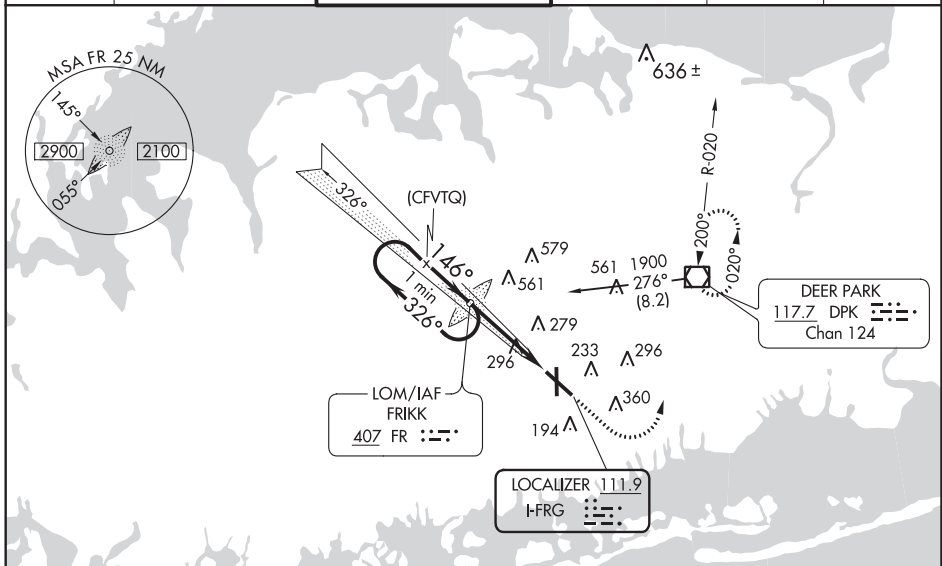 MSA FR 25 NM
145°
2900
2100
055°
636 ±
R-020
326°
(CFVTQ)
146°
579
561
561
1900
276°
(8.2)
200°
020°
1 min
326°
DEER PARK
117.7 DPK
Chan 124
279
296
233
296
360
194
LOM/IAF
FRIKK
407 FR
LOCALIZER 111.9
I-FRG